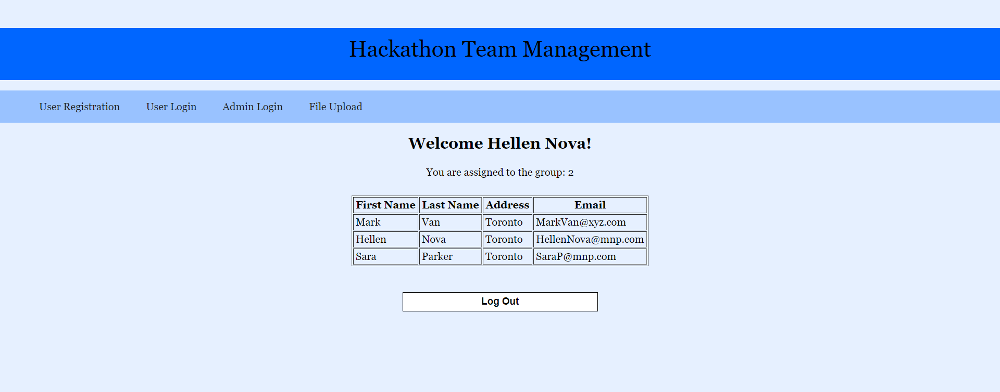 Hackathon Team Management
User Registration User Login Admin Login File Upload
Welcome Hellen Nova!
You are assigned to the group: 2
First Name Last Name Address Email
Mark Van Toronto MarkVan@xyz.com
Hellen Nova Toronto HellenNova@mnp.com
Sara Parker Toronto SaraP@mnp.com
Log Out